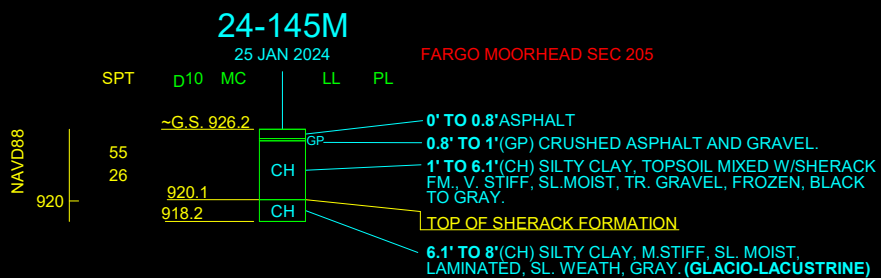 24-145M
25 JAN 2024
FARGO MOORHEAD SEC 205
SPT D10 MC LL PL
~G.S. 926.2
0' TO 0.8'ASPHALT
GP
0.8' TO 1'(GP) CRUSHED ASPHALT AND GRAVEL.
NAVD88
55
26
CH
1' TO 6.1'(CH) SILTY CLAY, TOPSOIL MIXED W/SHERACK
FM., V. STIFF, SL.MOIST, TR. GRAVEL, FROZEN, BLACK
TO GRAY.
920
920.1
918.2
CH
TOP OF SHERACK FORMATION
6.1' TO 8'(CH) SILTY CLAY, M.STIFF, SL. MOIST,
LAMINATED, SL. WEATH, GRAY. (GLACIO-LACUSTRINE)